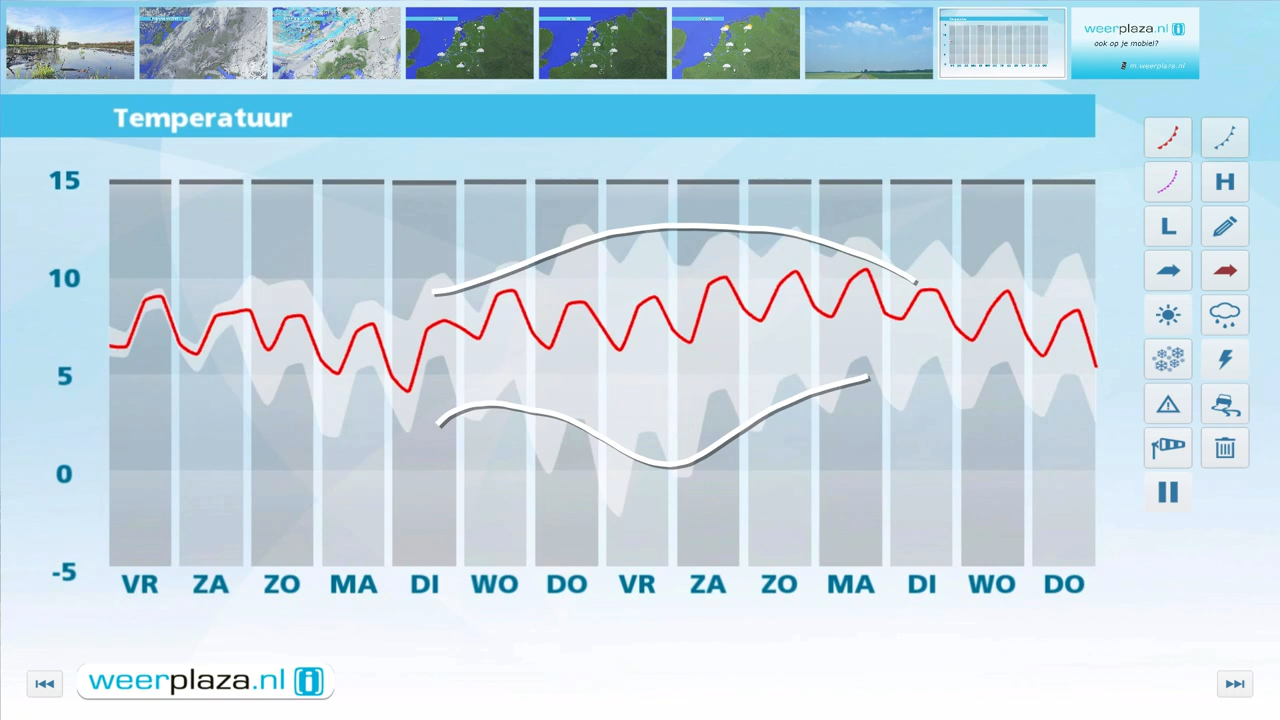 weerplaza.nl i
ook op je mobiel?
m.weerplaza.nl
Temperatuur
15
10
5
0
-5
VR ZA ZO MA DI WO DO VR ZA ZO MA DI WO DO
H
L
weerplaza.nl i